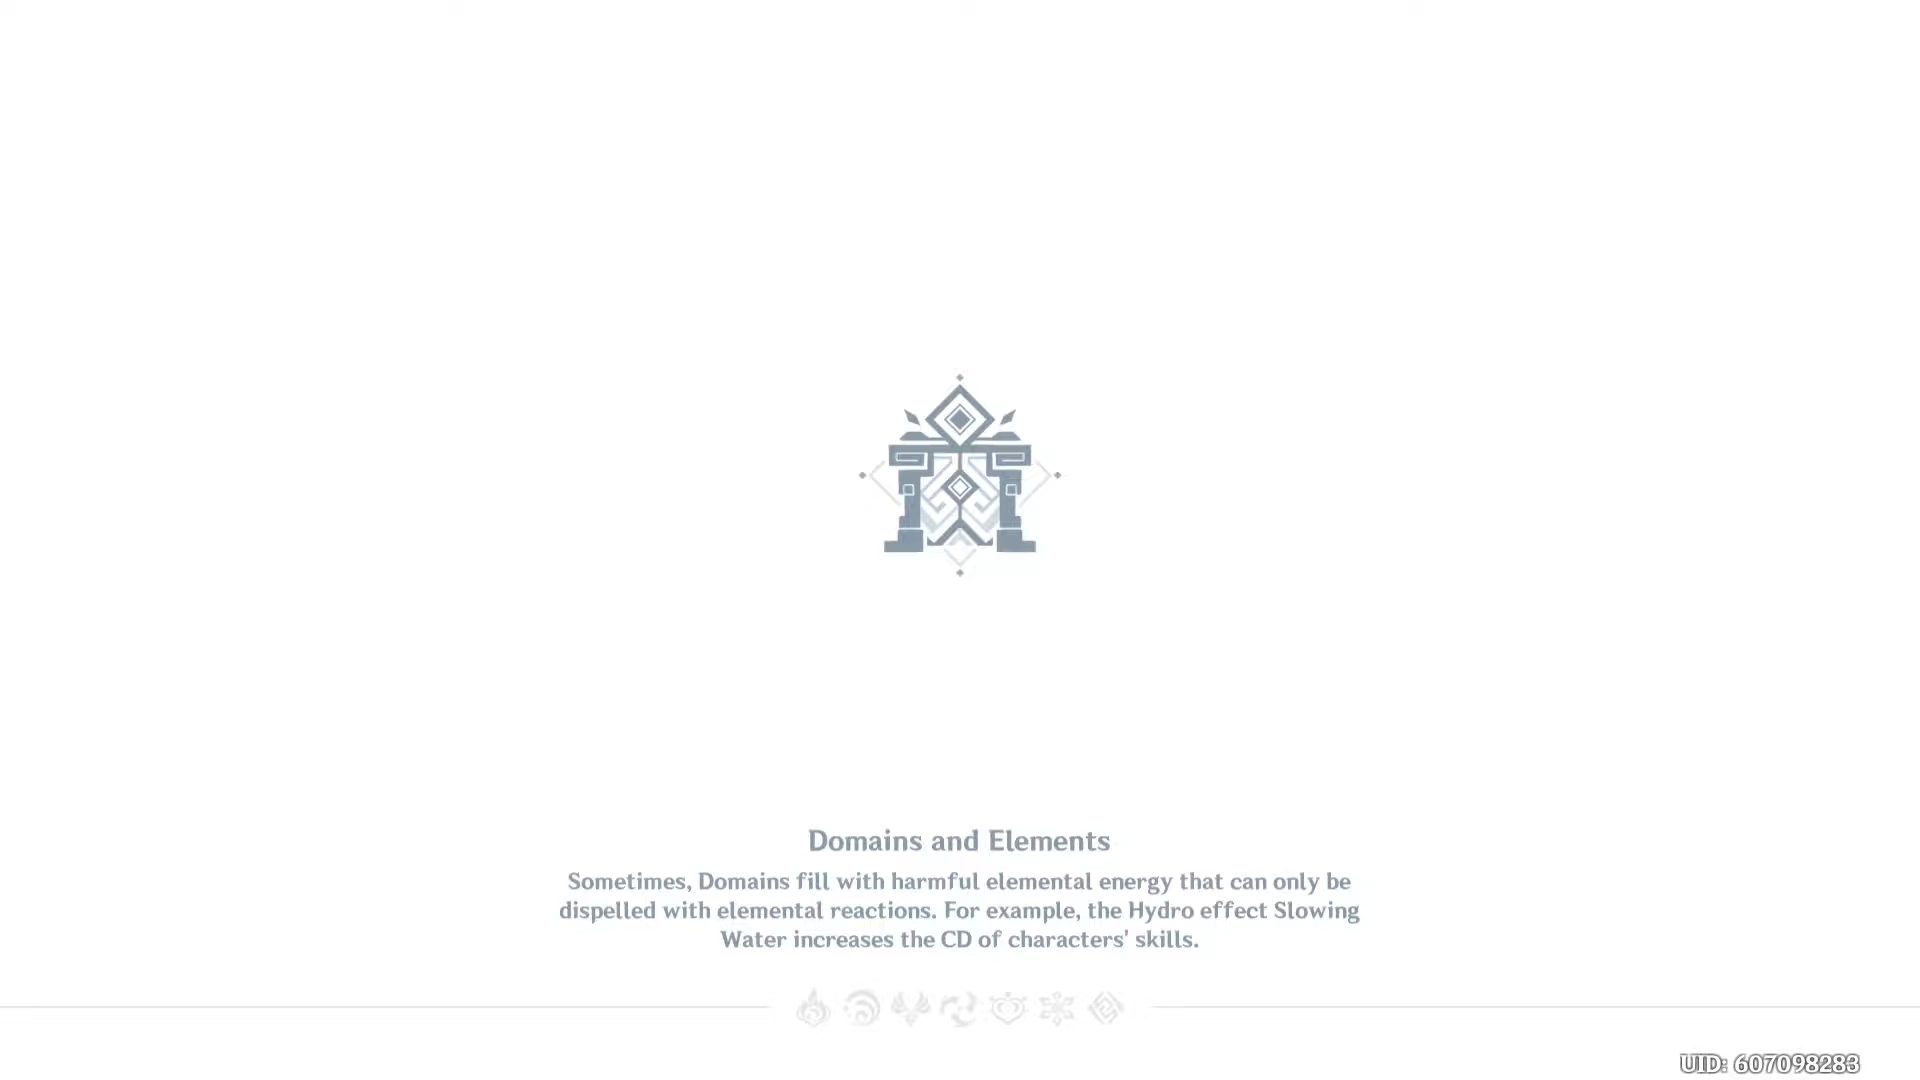 Domains and Elements
Sometimes, Domains fill with harmful elemental energy that can only be
dispelled with elemental reactions. For example, the Hydro effect Slowing
Water increases the CD of characters' skills.
UID: 607098283